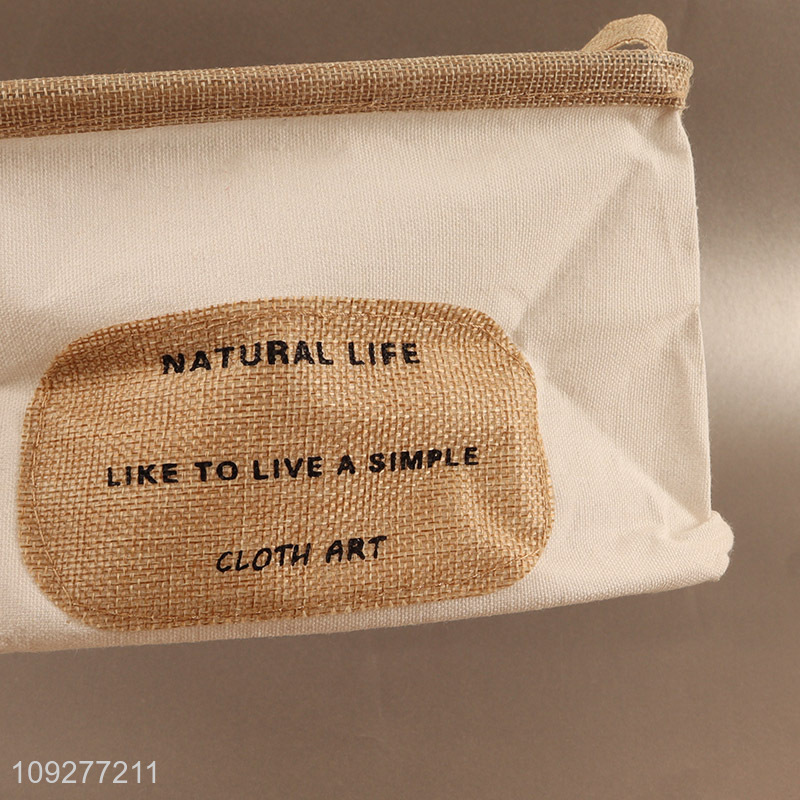 NATURAL LIFE
LIKE TO LIVE A SIMPLE
CLOTH ART
109277211